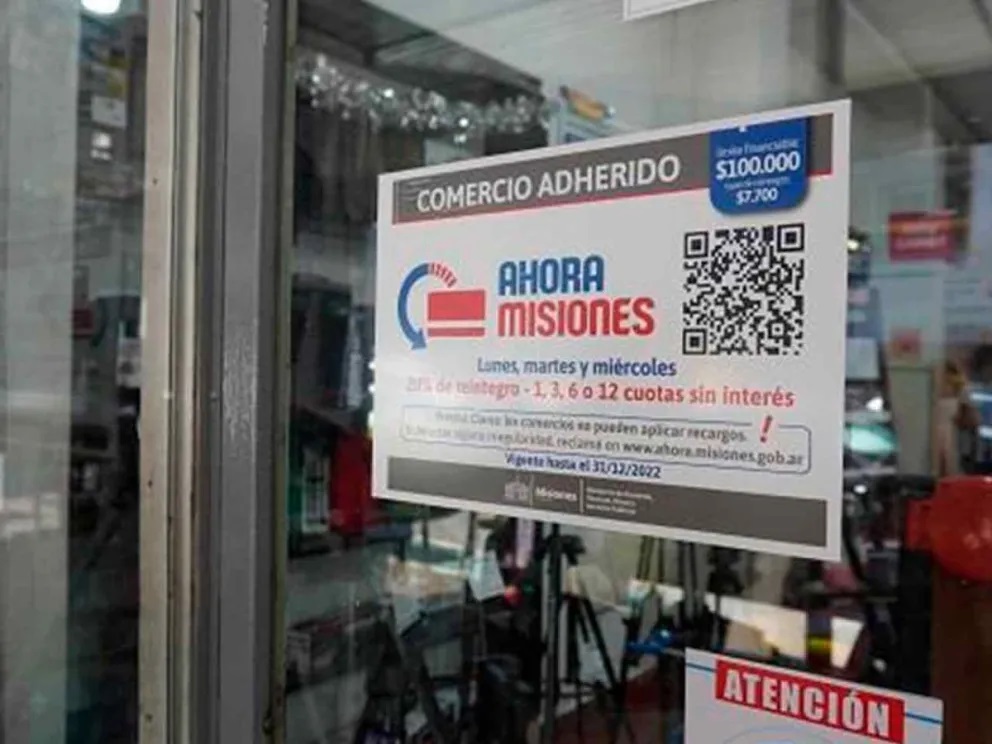 COMERCIO ADHERIDO
$100.000
$7.700
AHORA
MISIONES
Lunes, martes y miércoles
de reintegro - 1, 3, 6 o 12 cuotas sin interés
los comercios no pueden aplicar recargos.
irregularidad, reclama en www.ahora.misiones.gob.ar
!
Vigente hasta el 31/12/2022
Misiones
ATENCIÓN